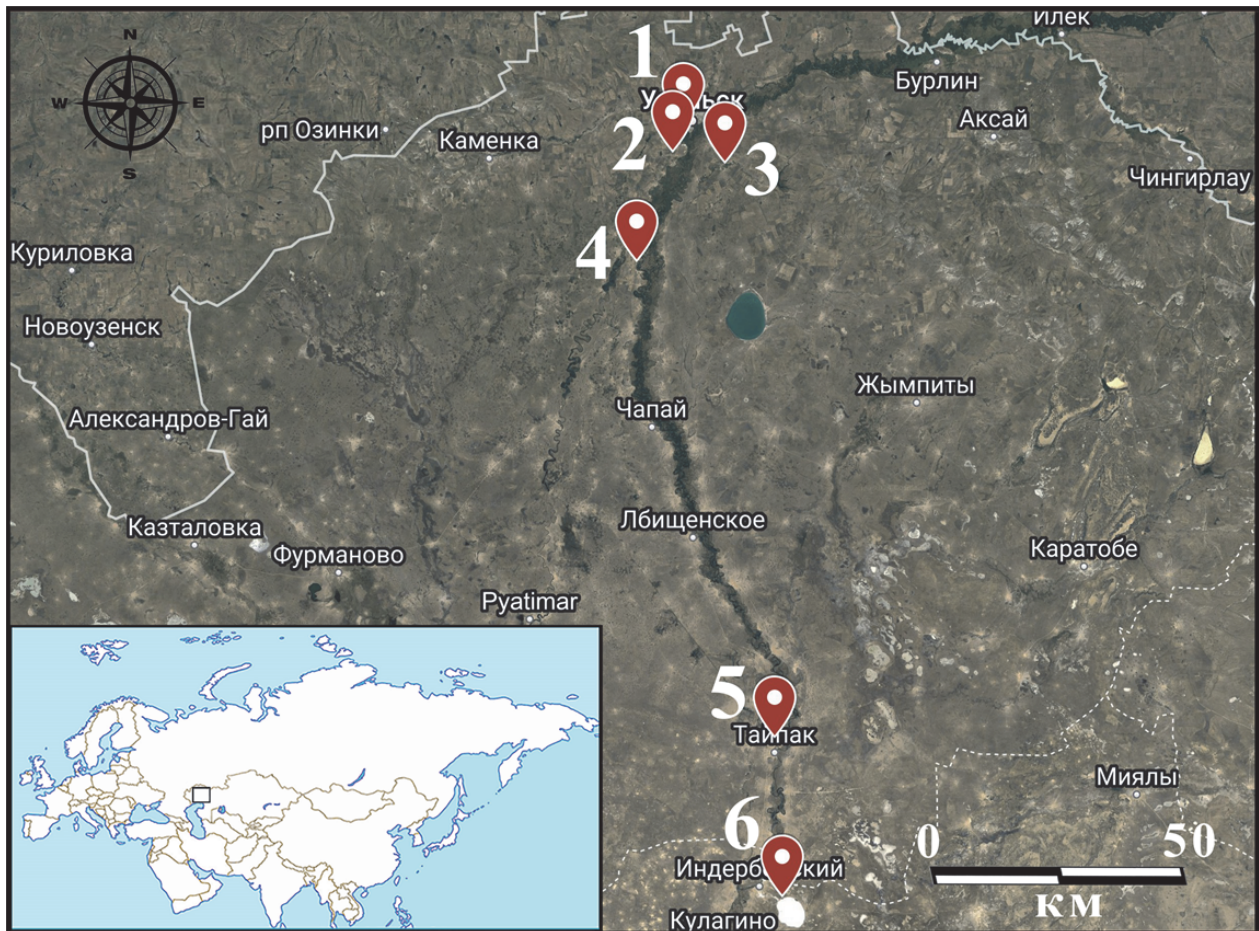 Илек
N
W
E
S
1
Бурлин
рп Озинки
Каменка
2
3
Аксай
Чингирлау
4
Куриловка
Новоузенск
Жымпиты
Чапай
Александров-Гай
Лбищенское
Казталовка
Фурманово
Каратобе
Pyatimar
5
Тайпак
Миялы
6
0 50
км
Кулагино